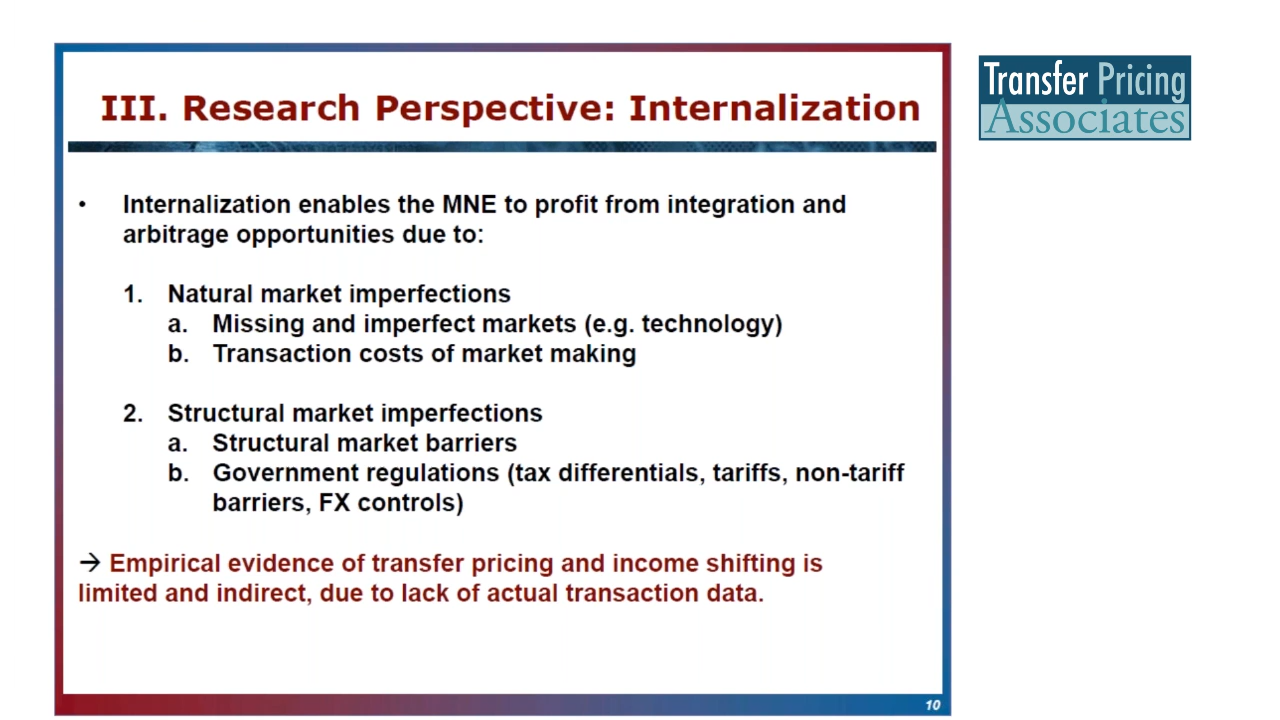 III. Research Perspective: Internalization
Transfer Pricing
Associates
• Internalization enables the MNE to profit from integration and
arbitrage opportunities due to:
1. Natural market imperfections
a. Missing and imperfect markets (e.g. technology)
b. Transaction costs of market making
2. Structural market imperfections
a. Structural market barriers
b. Government regulations (tax differentials, tariffs, non-tariff
barriers, FX controls)
→ Empirical evidence of transfer pricing and income shifting is
limited and indirect, due to lack of actual transaction data.
10